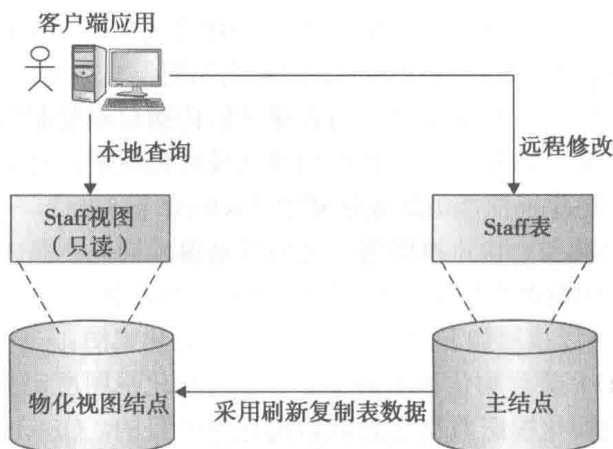 客户端应用
本地查询
远程修改
Staff视图
（只读）
Staff表
物化视图结点
采用刷新复制表数据
主结点